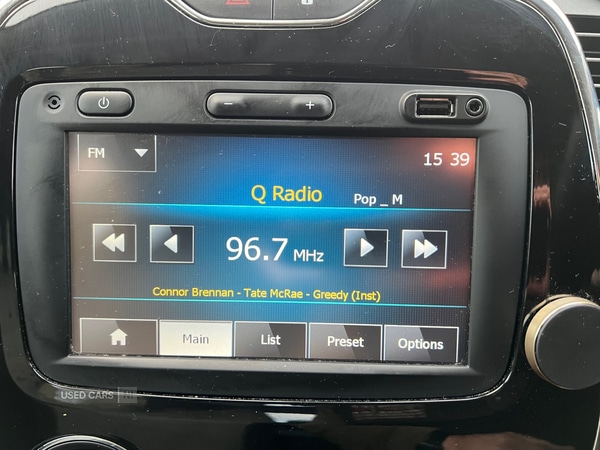 FM
15 39
Q Radio
Pop _ M
96.7 MHz
Connor Brennan - Tate McRae - Greedy (Inst)
Main
List
Preset
Options
USED CARS NI